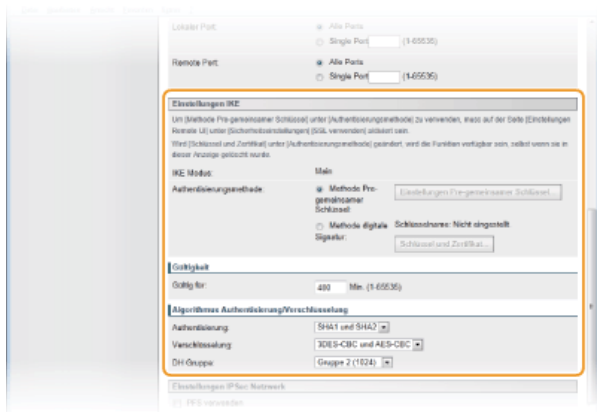 Lokaler Port:
Alle Ports
Single Port (1-65535)
Remote Port:
Alle Ports
Single Port (1-65535)
Einstellungen IKE
Um [Methode Pre-gemeinsamer Schlüssel] unter [Authentisierungsmethode] zu verwenden, muss auf der Seite [Einstellungen
Remote UI] unter [Sicherheitseinstellungen] [SSL verwenden] aktiviert sein.
Wird [Schlüssel und Zertifikat] unter [Authentisierungsmethode] geändert, wird die Funktion verfügbar sein, selbst wenn sie in
dieser Anzeige gelöscht wurde.
IKE Modus: Main
Authentisierungsmethode: Methode Pre-
gemeinsamer
Schlüssel: Einstellungen Pre-gemeinsamer Schlüssel...
Methode digitale
Signatur: Schlüsselname: Nicht eingestellt
Schlüssel und Zertifikat...
Gültigkeit
Gültig für: 480 Min. (1-65535)
Algorithmus Authentisierung/Verschlüsselung
Authentisierung: SHA1 und SHA2
Verschlüsselung: 3DES-CBC und AES-CBC
DH-Gruppe: Gruppe 2 (1024)
Einstellungen IPSec Netzwerk
PFS verwenden